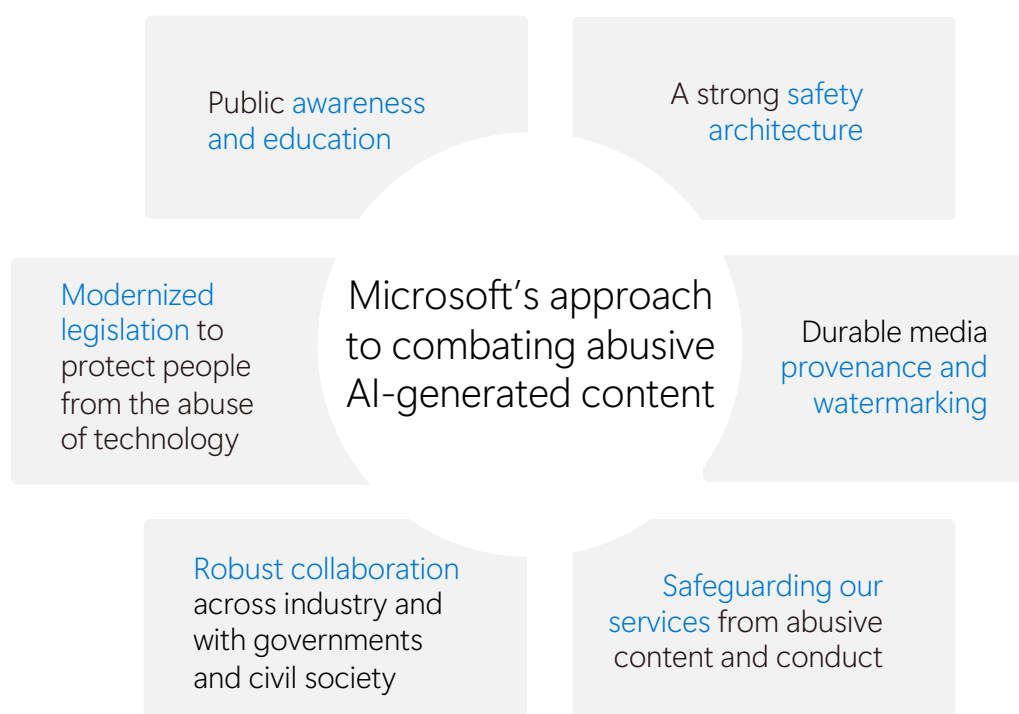 Public awareness
and education
A strong safety
architecture
Modernized
legislation to
protect people
from the abuse
of technology
Microsoft’s approach
to combating abusive
AI-generated content
Durable media
provenance and
watermarking
Robust collaboration
across industry and
with governments
and civil society
Safeguarding our
services from abusive
content and conduct